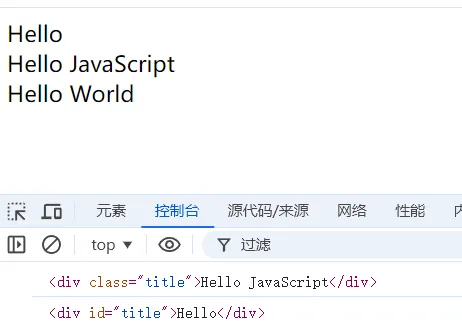 Hello
Hello JavaScript
Hello World
元素 控制台 源代码/来源 网络 性能
top ▼ 过滤
<div class="title">Hello JavaScript</div>
<div id="title">Hello</div>